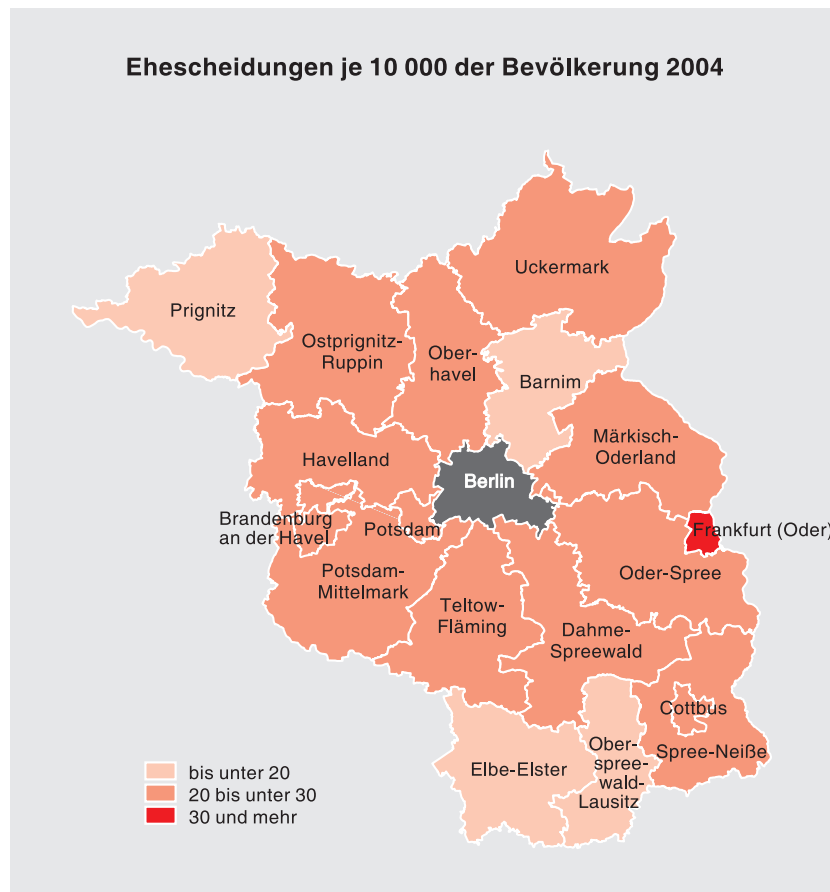 Ehescheidungen je 10 000 der Bevölkerung 2004
Uckermark
Prignitz
Ostprignitz-
Ruppin
Ober-
havel
Barnim
Märkisch-
Oderland
Havelland
Berlin
Brandenburg
an der Havel
Potsdam
Frankfurt (Oder)
Potsdam-
Mittelmark
Oder-Spree
Teltow-
Fläming
Dahme-
Spreewald
Cottbus
Spree-Neiße
Elbe-Elster
Ober-
spree-
wald-
Lausitz
bis unter 20
20 bis unter 30
30 und mehr